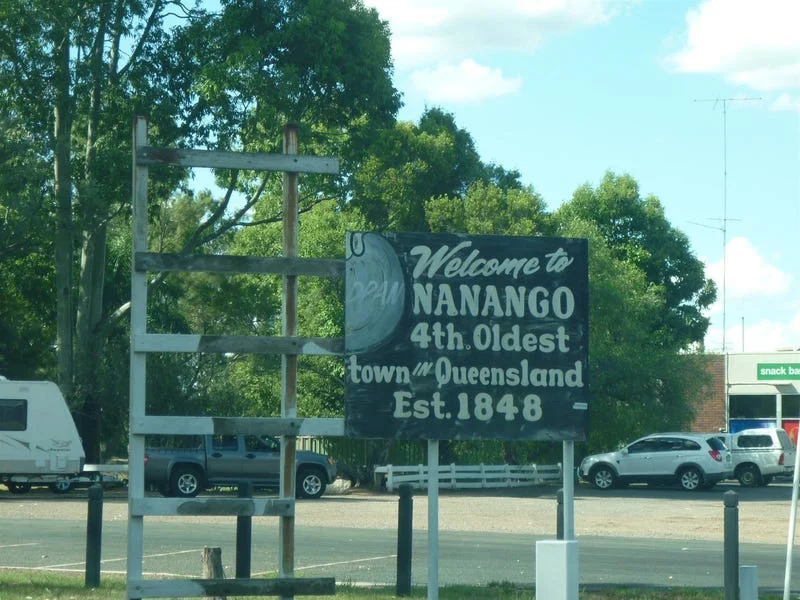 Welcome to
NANANGO
4th. Oldest
town IN Queensland
Est. 1848
snack ba